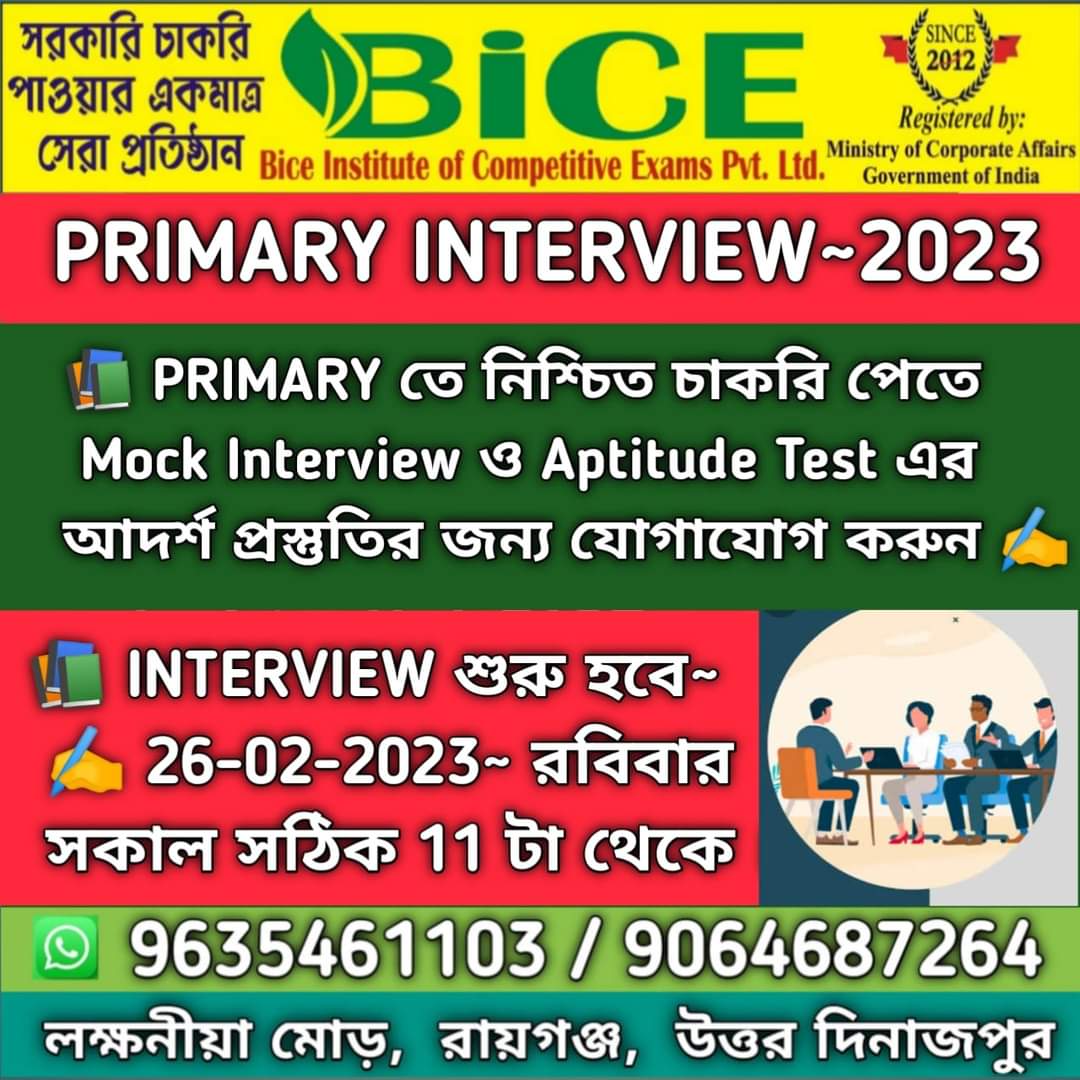 সরকারি চাকরি
পাওয়ার একমাত্র
সেরা প্রতিষ্ঠান
BiCE
Bice Institute of Competitive Exams Pvt. Ltd.
SINCE
2012
Registered by:
Ministry of Corporate Affairs
Government of India
PRIMARY INTERVIEW~2023
📚 PRIMARY তে নিশ্চিত চাকরি পেতে
Mock Interview ও Aptitude Test এর
আদর্শ প্রস্তুতির জন্য যোগাযোগ করুন ✍️
📚 INTERVIEW শুরু হবে~
✍️ 26-02-2023~ রবিবার
সকাল সঠিক 11 টা থেকে
9635461103 / 9064687264
লক্ষনীয়া মোড়, রায়গঞ্জ, উত্তর দিনাজপুর